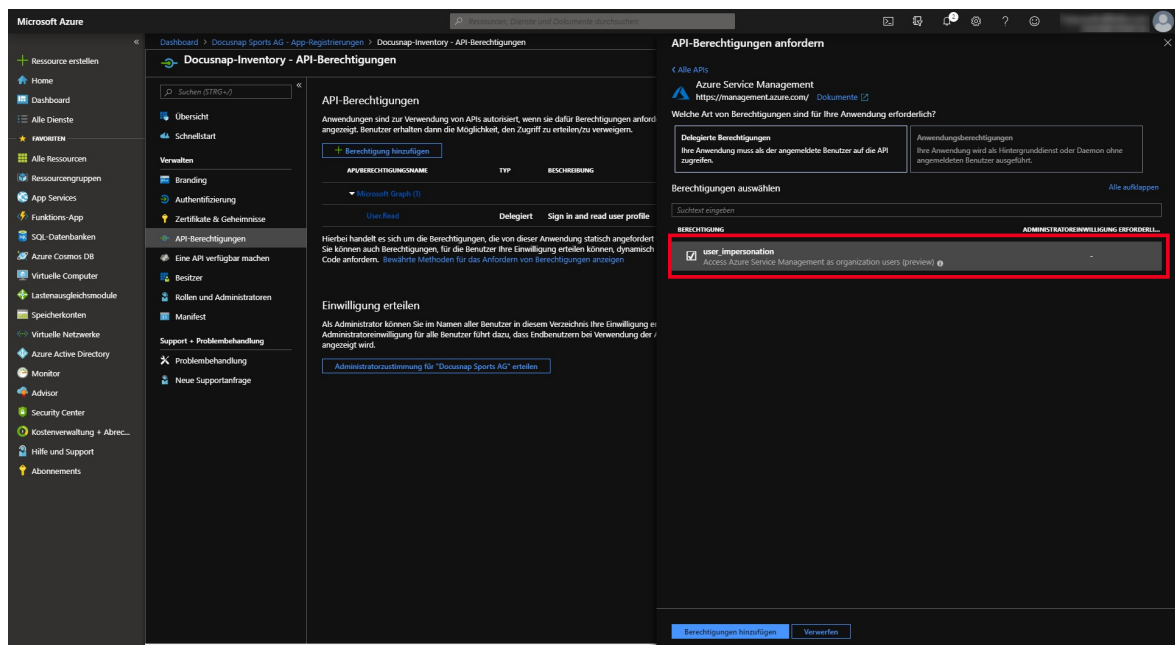 Microsoft Azure
Ressourcen, Dienste und Dokumente durchsuchen
2
«
Ressource erstellen
Home
Dashboard
Alle Dienste
FAVORITEN
Alle Ressourcen
Ressourcengruppen
App Services
Funktions-App
SQL-Datenbanken
Azure Cosmos DB
Virtuelle Computer
Lastenausgleichsmodule
Speicherkonten
Virtuelle Netzwerke
Azure Active Directory
Monitor
Advisor
Security Center
Kostenverwaltung + Abrec...
Hilfe und Support
Abonnements
Dashboard > Docusnap Sports AG - App-Registrierungen > Docusnap-Inventory - API-Berechtigungen
Docusnap-Inventory - API-Berechtigungen
Suchen (STRG+/)
«
Übersicht
Schnellstart
Verwalten
Branding
Authentifizierung
Zertifikate & Geheimnisse
API-Berechtigungen
Eine API verfügbar machen
Besitzer
Rollen und Administratoren
Manifest
Support + Problembehandlung
Problembehandlung
Neue Supportanfrage
API-Berechtigungen
Anwendungen sind zur Verwendung von APIs autorisiert, wenn sie dafür Berechtigungen anford
angezeigt. Benutzer erhalten dann die Möglichkeit, den Zugriff zu erteilen/zu verweigern.
+ Berechtigung hinzufügen
API/BERECHTIGUNGSNAME TYP BESCHREIBUNG
Microsoft Graph (1)
User.Read Delegiert Sign in and read user profile
Hierbei handelt es sich um die Berechtigungen, die von dieser Anwendung statisch angefordert
Sie können auch Berechtigungen, für die Benutzer Ihre Einwilligung erteilen können, dynamisch
Code anfordern. Bewährte Methoden für das Anfordern von Berechtigungen anzeigen
Einwilligung erteilen
Als Administrator können Sie im Namen aller Benutzer in diesem Verzeichnis Ihre Einwilligung e
Administratoreinwilligung für alle Benutzer führt dazu, dass Endbenutzern bei Verwendung der
angezeigt wird.
Administratorzustimmung für "Docusnap Sports AG" erteilen
API-Berechtigungen anfordern
< Alle APIs
Azure Service Management
https://management.azure.com/ Dokumente
Welche Art von Berechtigungen sind für Ihre Anwendung erforderlich?
Delegierte Berechtigungen
Ihre Anwendung muss als der angemeldete Benutzer auf die API
zugreifen.
Anwendungsberechtigungen
Ihre Anwendung wird als Hintergrunddienst oder Daemon ohne
angemeldeten Benutzer ausgeführt.
Berechtigungen auswählen Alle aufklappen
Suchtext eingeben
BERECHTIGUNG ADMINISTRATOREINWILLIGUNG ERFORDERLI...
user_impersonation
Access Azure Service Management as organization users (preview) -
Berechtigungen hinzufügen Verwerfen